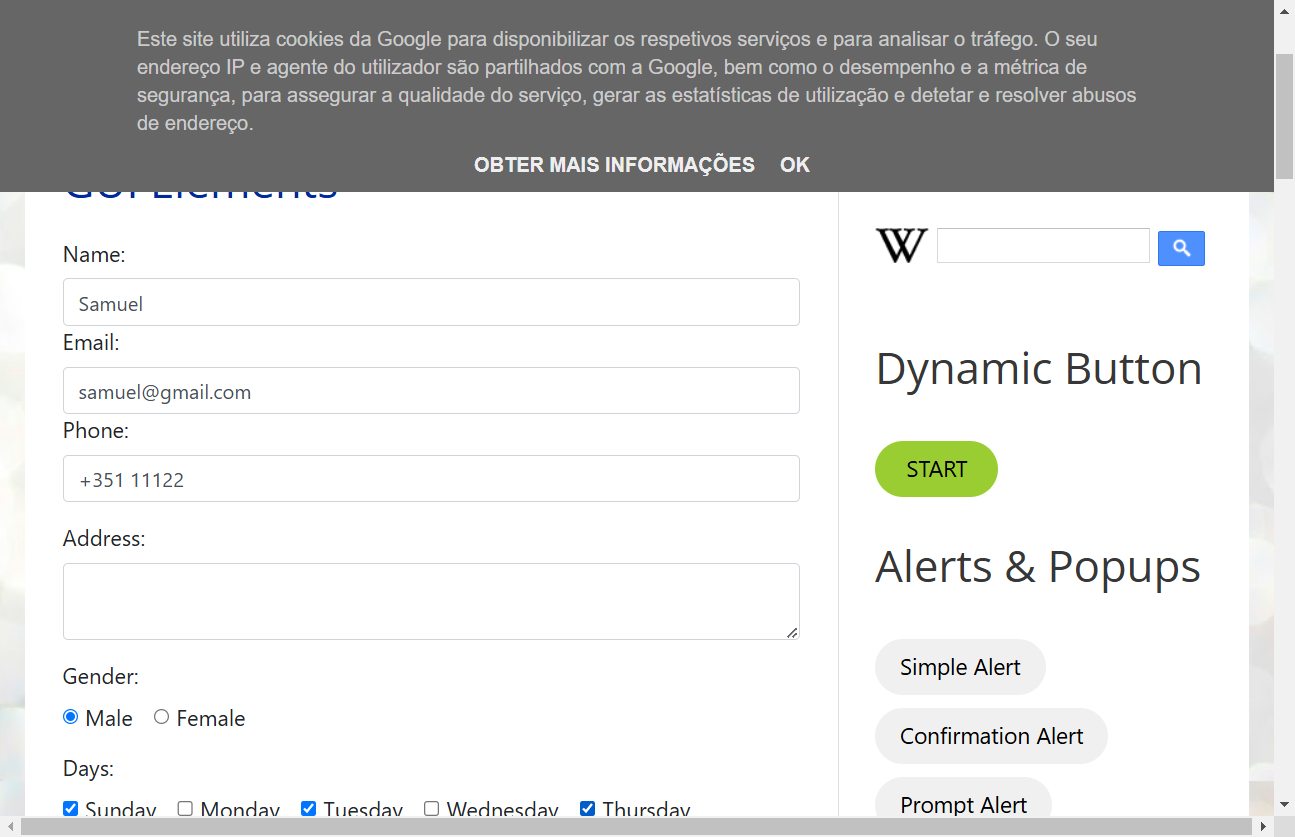 Este site utiliza cookies da Google para disponibilizar os respetivos serviços e para analisar o tráfego. O seu
endereço IP e agente do utilizador são partilhados com a Google, bem como o desempenho e a métrica de
segurança, para assegurar a qualidade do serviço, gerar as estatísticas de utilização e detetar e resolver abusos
de endereço.
OBTER MAIS INFORMAÇÕES OK
GUI Elements
Name:
Samuel
Email:
samuel@gmail.com
Phone:
+351 11122
Address:
Gender:
Male Female
Days:
Sunday Monday Tuesday Wednesday Thursday
W
Dynamic Button
START
Alerts & Popups
Simple Alert
Confirmation Alert
Prompt Alert